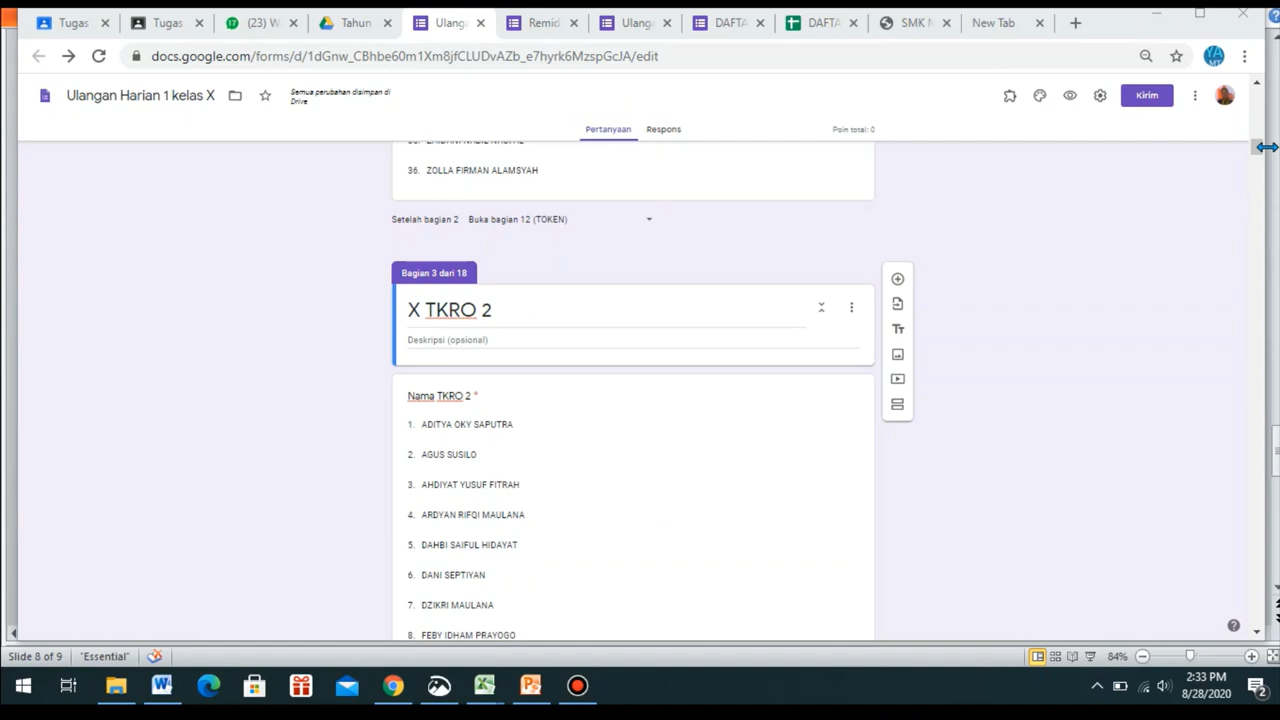 Tugas
Tugas
(23) W
Tahun
Ulang
Remid
Ulang
DAFTA
DAFTA
SMK N
New Tab
docs.google.com/forms/d/1dGnw_CBhbe60m1Xm8jfCLUDvAZb_e7hyrk6MzspGcJA/edit
Ulangan Harian 1 kelas X
Semua perubahan disimpan di
Drive
Kirim
Pertanyaan
Respons
Poin total: 0
36. ZOLLA FIRMAN ALAMSYAH
Setelah bagian 2 Buka bagian 12 (TOKEN)
Bagian 3 dari 18
X TKRO 2
Deskripsi (opsional)
Nama TKRO 2 *
1. ADITYA OKY SAPUTRA
2. AGUS SUSILO
3. AHDIYAT YUSUF FITRAH
4. ARDYAN RIFQI MAULANA
5. DAHBI SAIFUL HIDAYAT
6. DANI SEPTIYAN
7. DZIKRI MAULANA
8. FEBY IDHAM PRAYOGO
Slide 8 of 9
"Essential"
84%
2:33 PM
8/28/2020
2